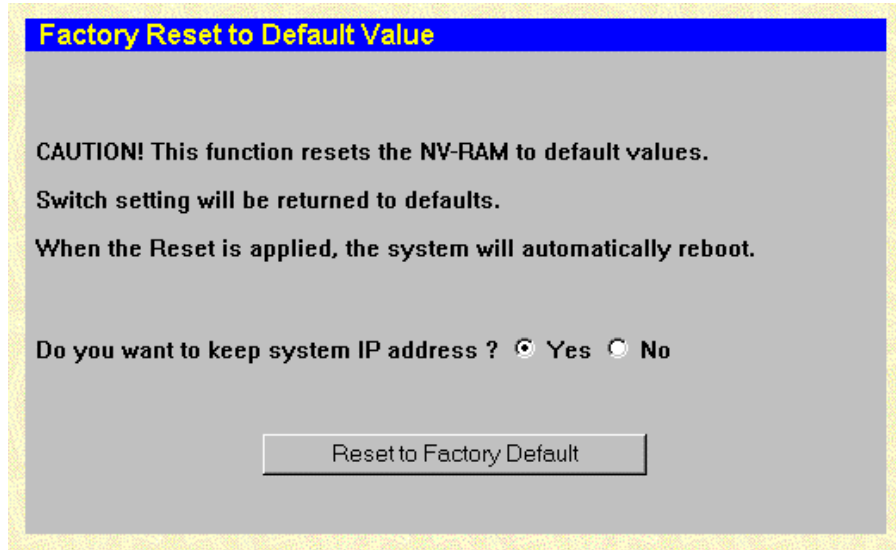 Factory Reset to Default Value
CAUTION! This function resets the NV-RAM to default values.
Switch setting will be returned to defaults.
When the Reset is applied, the system will automatically reboot.
Do you want to keep system IP address ? Yes No
Reset to Factory Default